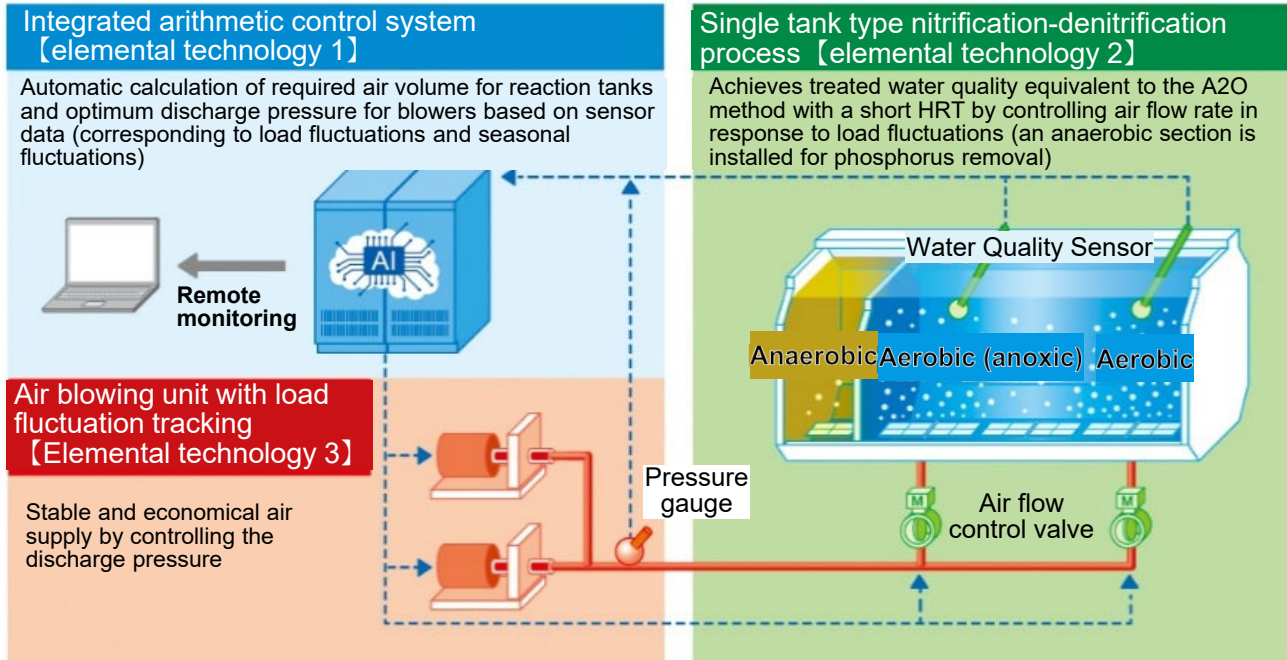 Integrated arithmetic control system
【elemental technology 1】
Automatic calculation of required air volume for reaction tanks
and optimum discharge pressure for blowers based on sensor
data (corresponding to load fluctuations and seasonal
fluctuations)
AI
Remote
monitoring
Single tank type nitrification-denitrification
process【elemental technology 2】
Achieves treated water quality equivalent to the A2O
method with a short HRT by controlling air flow rate in
response to load fluctuations (an anaerobic section is
installed for phosphorus removal)
Water Quality Sensor
Anaerobic
Aerobic (anoxic)
Aerobic
Air blowing unit with load
fluctuation tracking
【Elemental technology 3】
Stable and economical air
supply by controlling the
discharge pressure
Pressure
gauge
M
Air flow
control valve
M